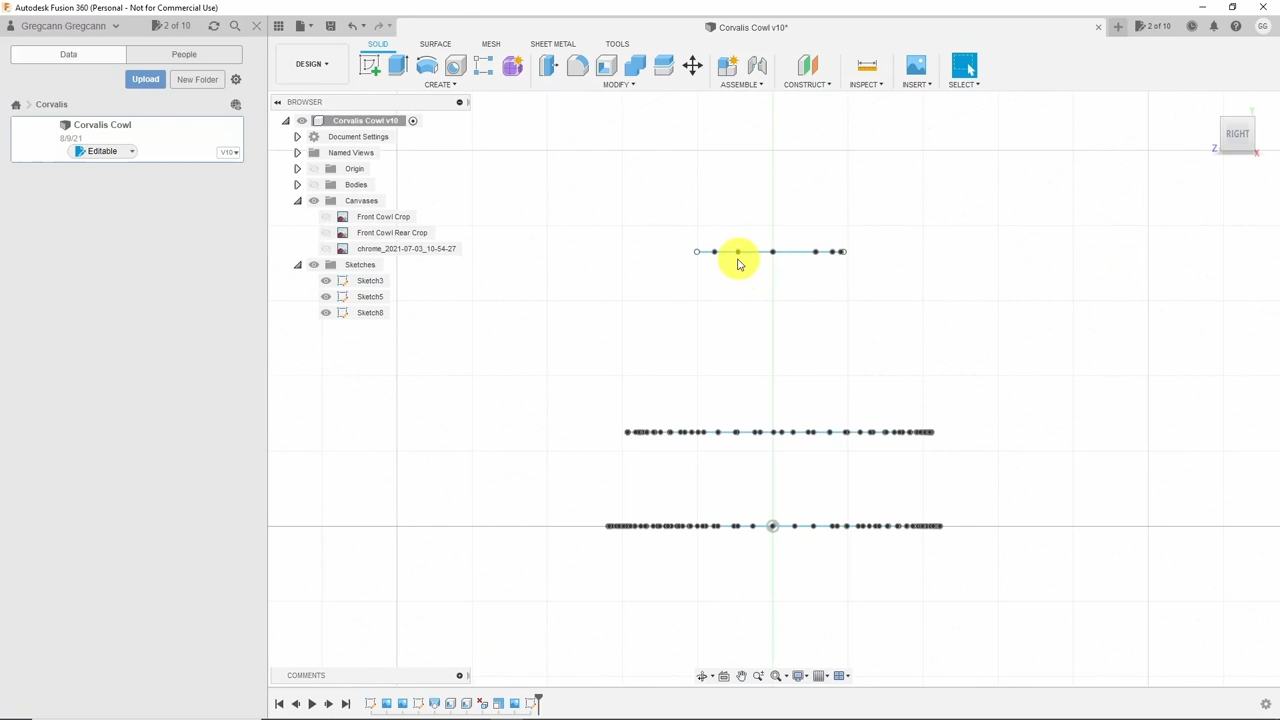 Autodesk Fusion 360 (Personal - Not for Commercial Use)
Gregcann Gregcann
2 of 10
Corvalis Cowl v10*
2 of 10
GG
Data
People
Upload
New Folder
Corvalis
Corvalis Cowl
8/9/21
Editable
V10
DESIGN
SOLID
SURFACE
MESH
SHEET METAL
TOOLS
CREATE
MODIFY
ASSEMBLE
CONSTRUCT
INSPECT
INSERT
SELECT
BROWSER
Corvalis Cowl v10
Document Settings
Named Views
Origin
Bodies
Canvases
Front Cowl Crop
Front Cowl Rear Crop
chrome_2021-07-03_10-54-27
Sketches
Sketch3
Sketch5
Sketch8
Y
RIGHT
Z
X
COMMENTS